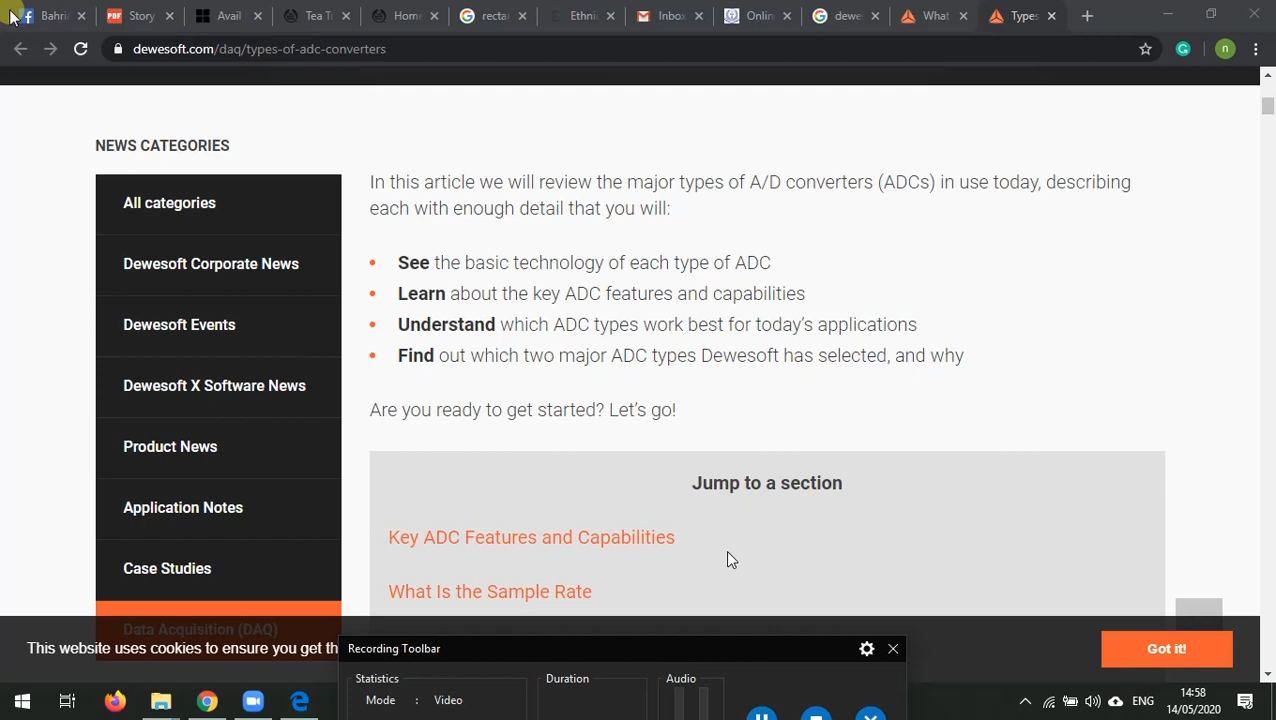 Bahri
PDF Story
Avail
Tea Tr
Home
recta
Ethnic
Inbox
Onlin
dewe
What
Types
dewesoft.com/daq/types-of-adc-converters
n
NEWS CATEGORIES
All categories
Dewesoft Corporate News
Dewesoft Events
Dewesoft X Software News
Product News
Application Notes
Case Studies
Data Acquisition (DAQ)
In this article we will review the major types of A/D converters (ADCs) in use today, describing
each with enough detail that you will:
• See the basic technology of each type of ADC
• Learn about the key ADC features and capabilities
• Understand which ADC types work best for today's applications
• Find out which two major ADC types Dewesoft has selected, and why
Are you ready to get started? Let's go!
Jump to a section
Key ADC Features and Capabilities
What Is the Sample Rate
This website uses cookies to ensure you get th
Got it!
Recording Toolbar
Statistics
Duration
Audio
Mode : Video
ENG
14:58
14/05/2020